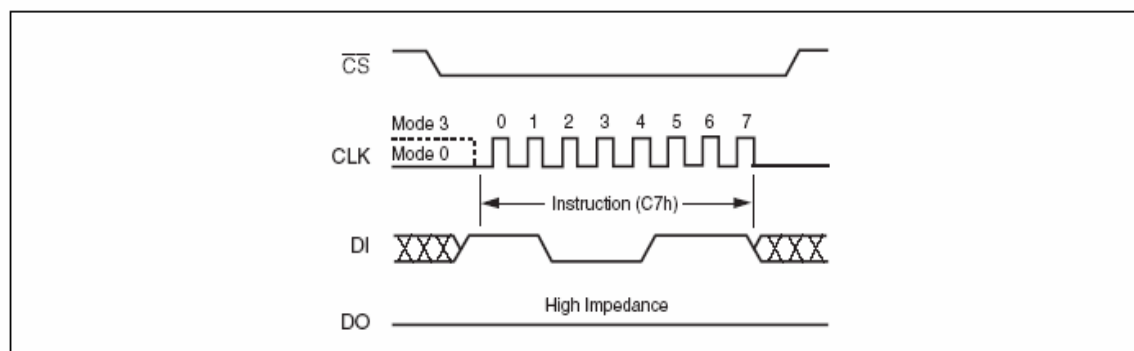 C̅S̅
Mode 3 0 1 2 3 4 5 6 7
CLK Mode 0
Instruction (C7h)
DI
High Impedance
DO